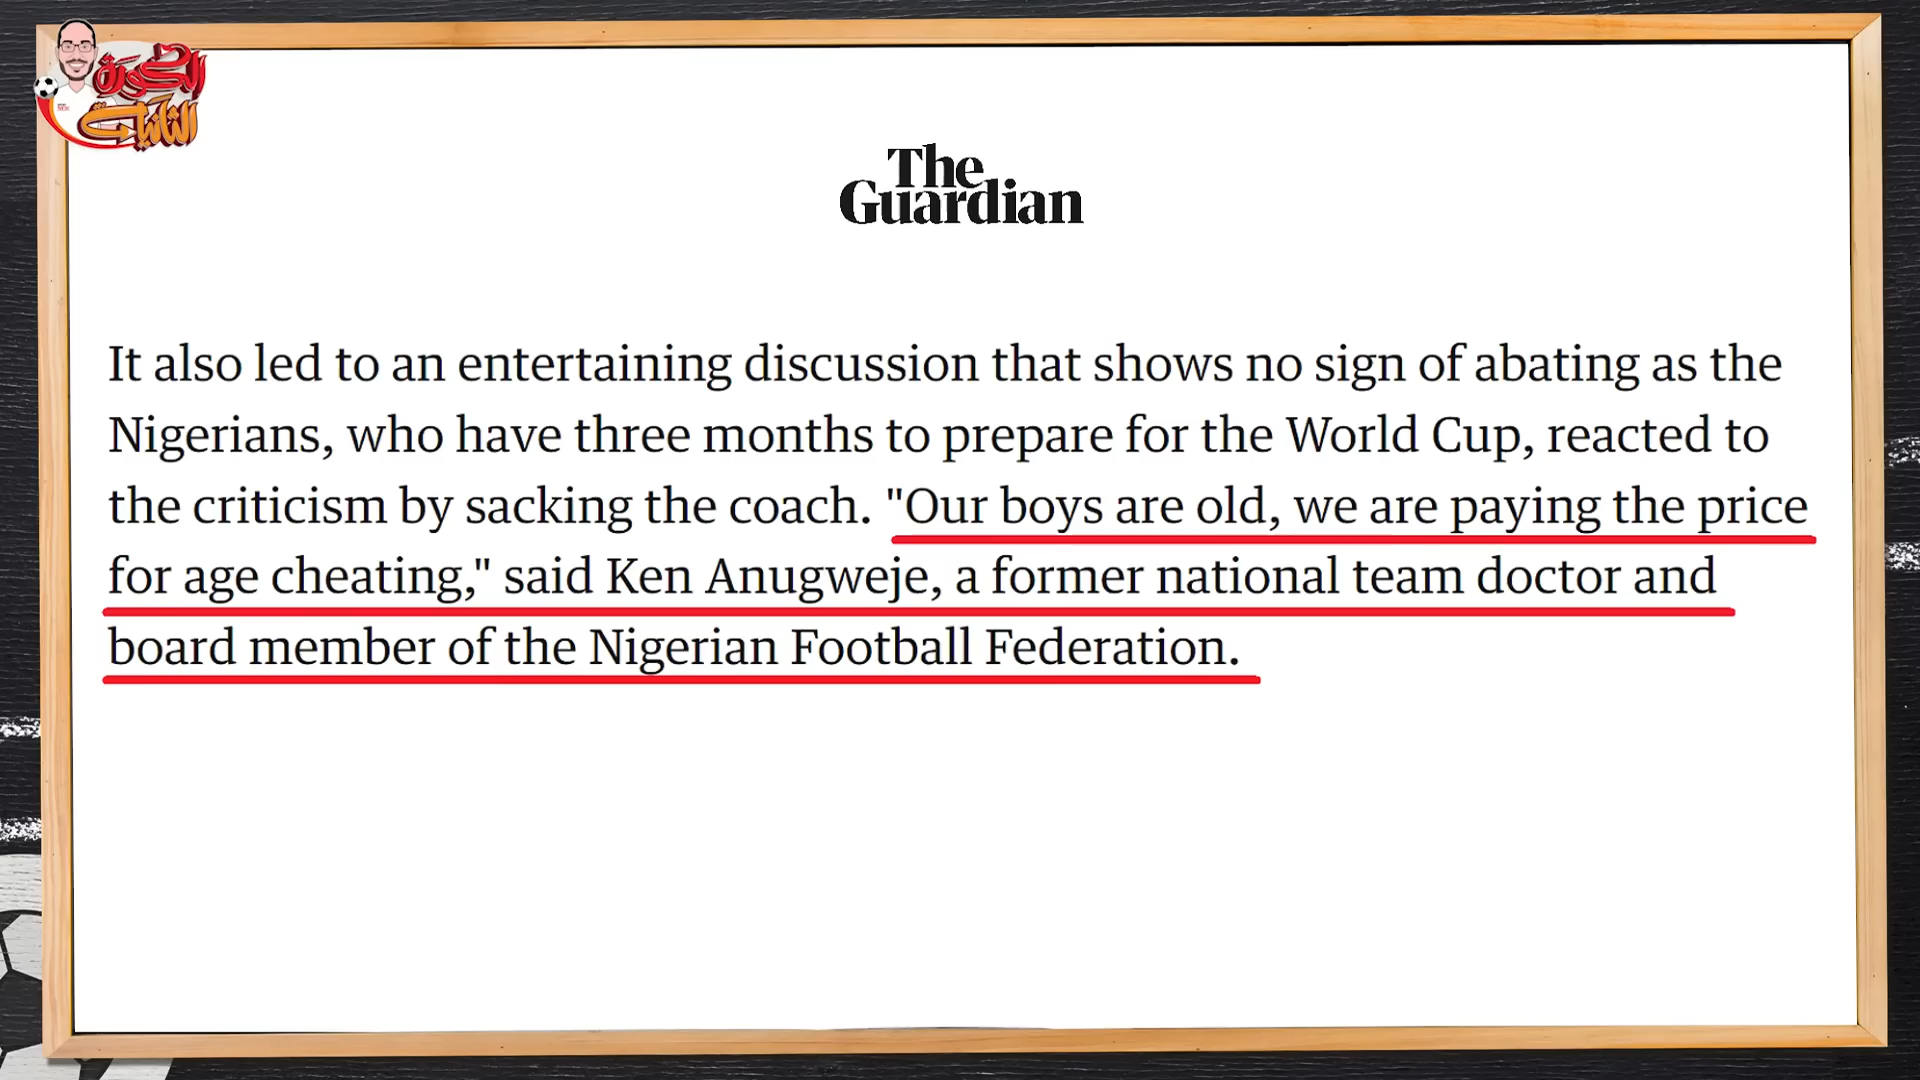 الكورة
التانية
The
Guardian
It also led to an entertaining discussion that shows no sign of abating as the
Nigerians, who have three months to prepare for the World Cup, reacted to
the criticism by sacking the coach. "Our boys are old, we are paying the price
for age cheating," said Ken Anugweje, a former national team doctor and
board member of the Nigerian Football Federation.